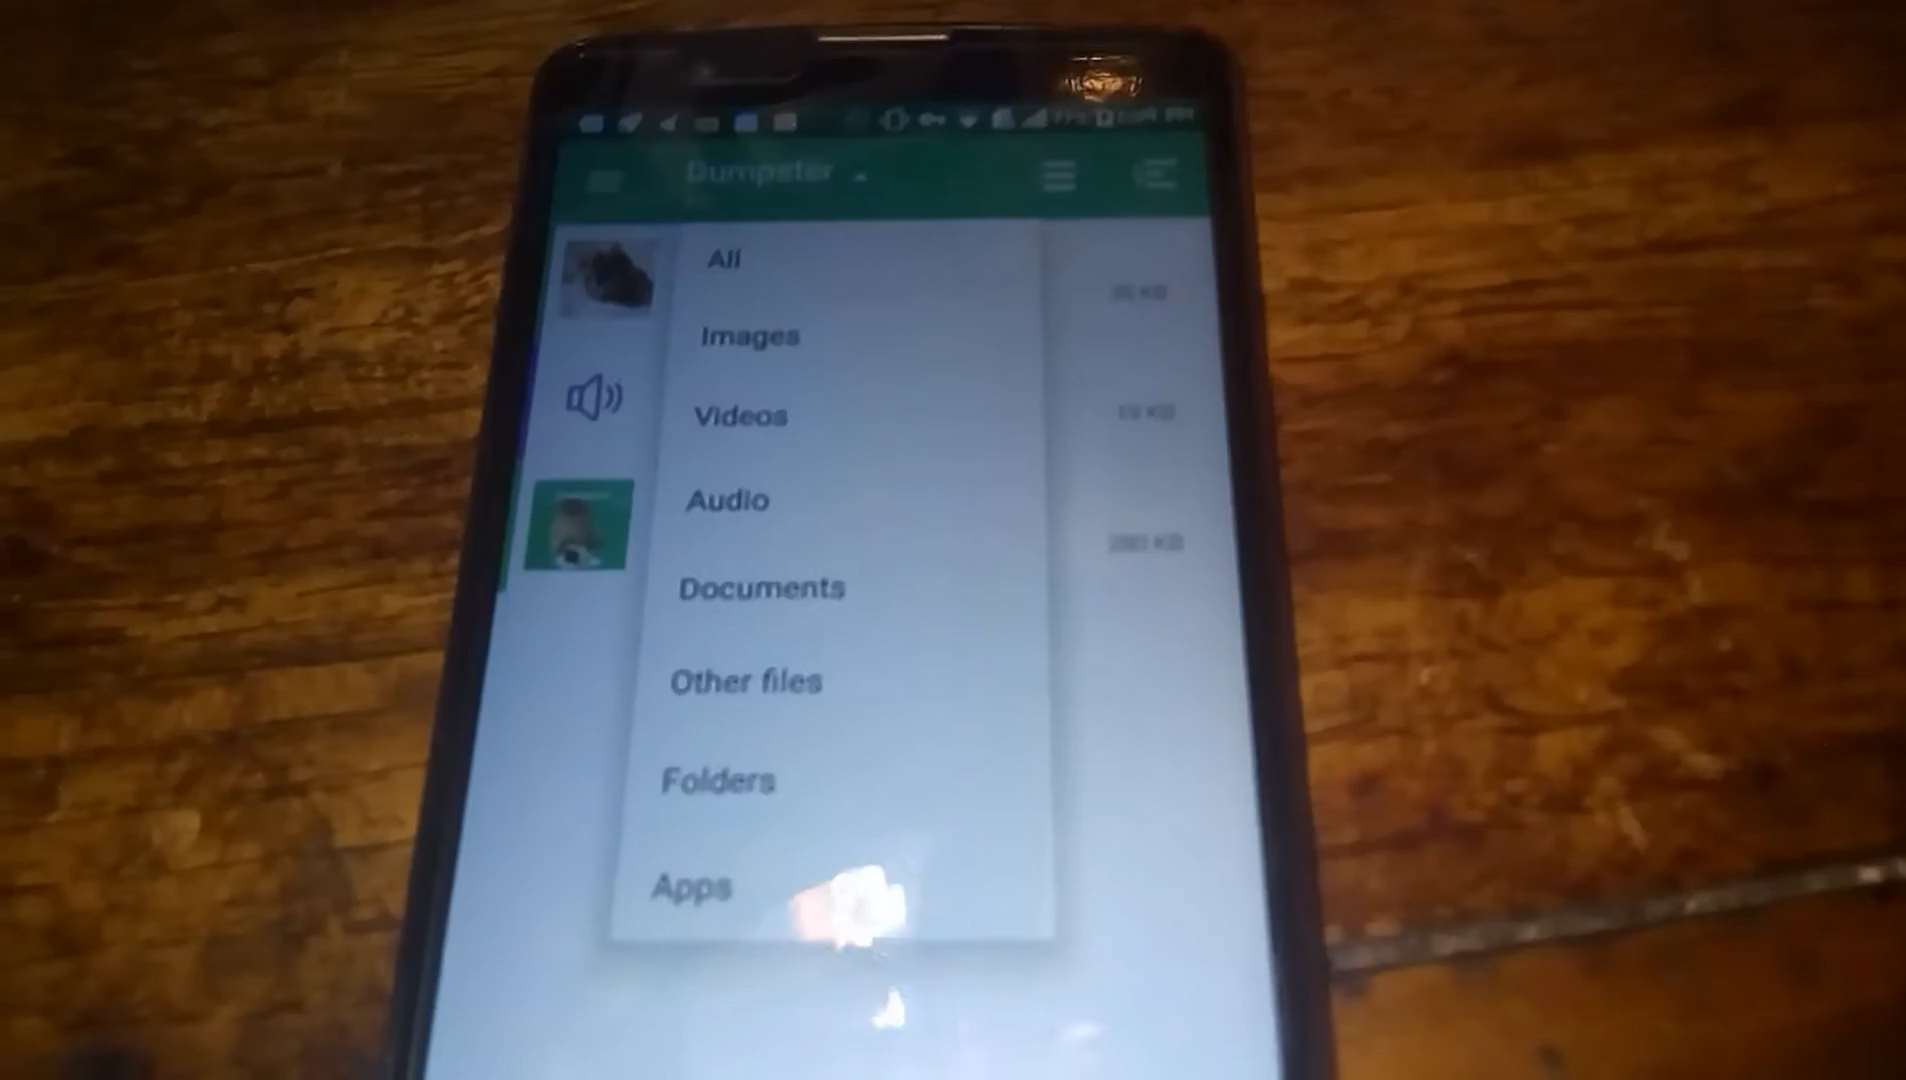 Dumpster
All
Images
Videos
Audio
Documents
Other files
Folders
Apps